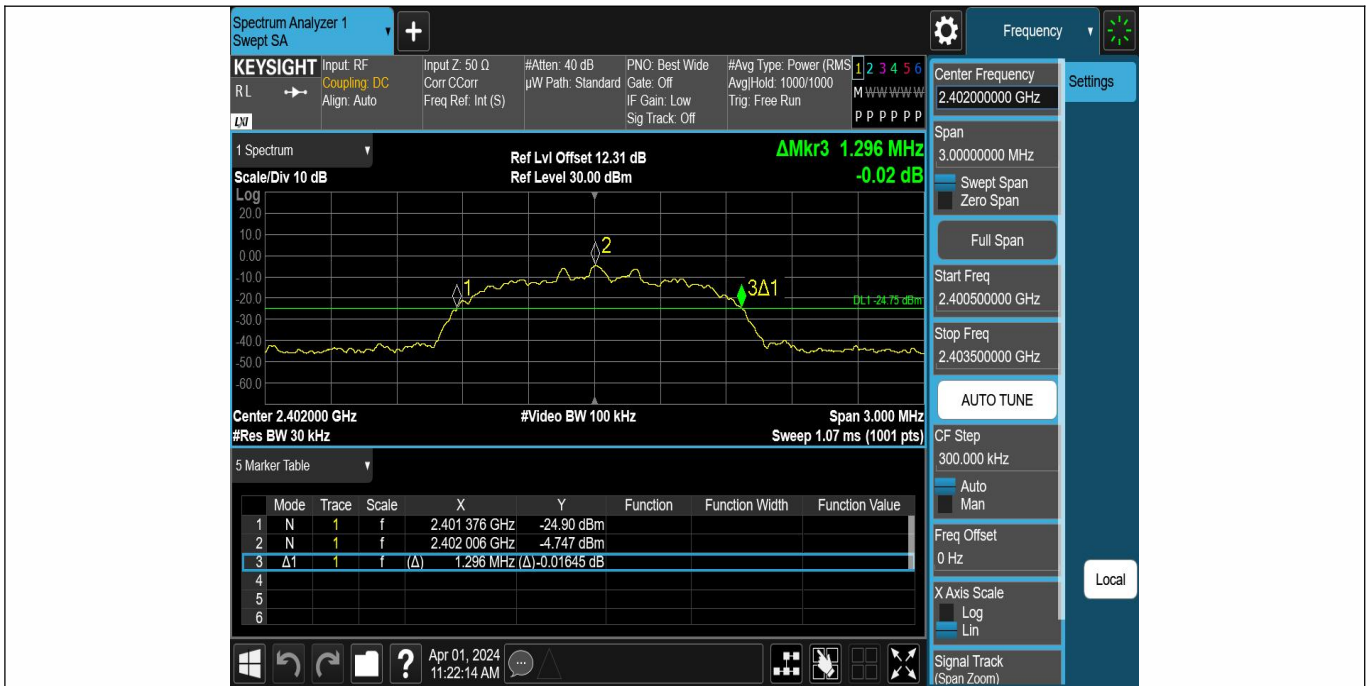 Spectrum Analyzer 1
Swept SA
+
Frequency
KEYSIGHT
RL
LXI
Input: RF
Coupling: DC
Align: Auto
Input Z: 50 Ω
Corr CCorr
Freq Ref: Int (S)
#Atten: 40 dB
µW Path: Standard
PNO: Best Wide
Gate: Off
IF Gain: Low
Sig Track: Off
#Avg Type: Power (RMS
Avg|Hold: 1000/1000
Trig: Free Run
1 2 3 4 5 6
M W W W W W
P P P P P P
1 Spectrum
Scale/Div 10 dB
Ref Lvl Offset 12.31 dB
Ref Level 30.00 dBm
ΔMkr3 1.296 MHz
-0.02 dB
Log
20.0
10.0
0.00
-10.0
-20.0
-30.0
-40.0
-50.0
-60.0
1
2
3Δ1
DL1 -24.75 dBm
Center 2.402000 GHz
#Video BW 100 kHz
Span 3.000 MHz
#Res BW 30 kHz
Sweep 1.07 ms (1001 pts)
5 Marker Table
Mode Trace Scale X Y Function Function Width Function Value
1 N 1 f 2.401 376 GHz -24.90 dBm
2 N 1 f 2.402 006 GHz -4.747 dBm
3 Δ1 1 f (Δ) 1.296 MHz (Δ) -0.01645 dB
4
5
6
?
Apr 01, 2024
11:22:14 AM
Center Frequency
2.402000000 GHz
Settings
Span
3.00000000 MHz
Swept Span
Zero Span
Full Span
Start Freq
2.400500000 GHz
Stop Freq
2.403500000 GHz
AUTO TUNE
CF Step
300.000 kHz
Auto
Man
Freq Offset
0 Hz
X Axis Scale
Log
Lin
Signal Track
(Span Zoom)
Local